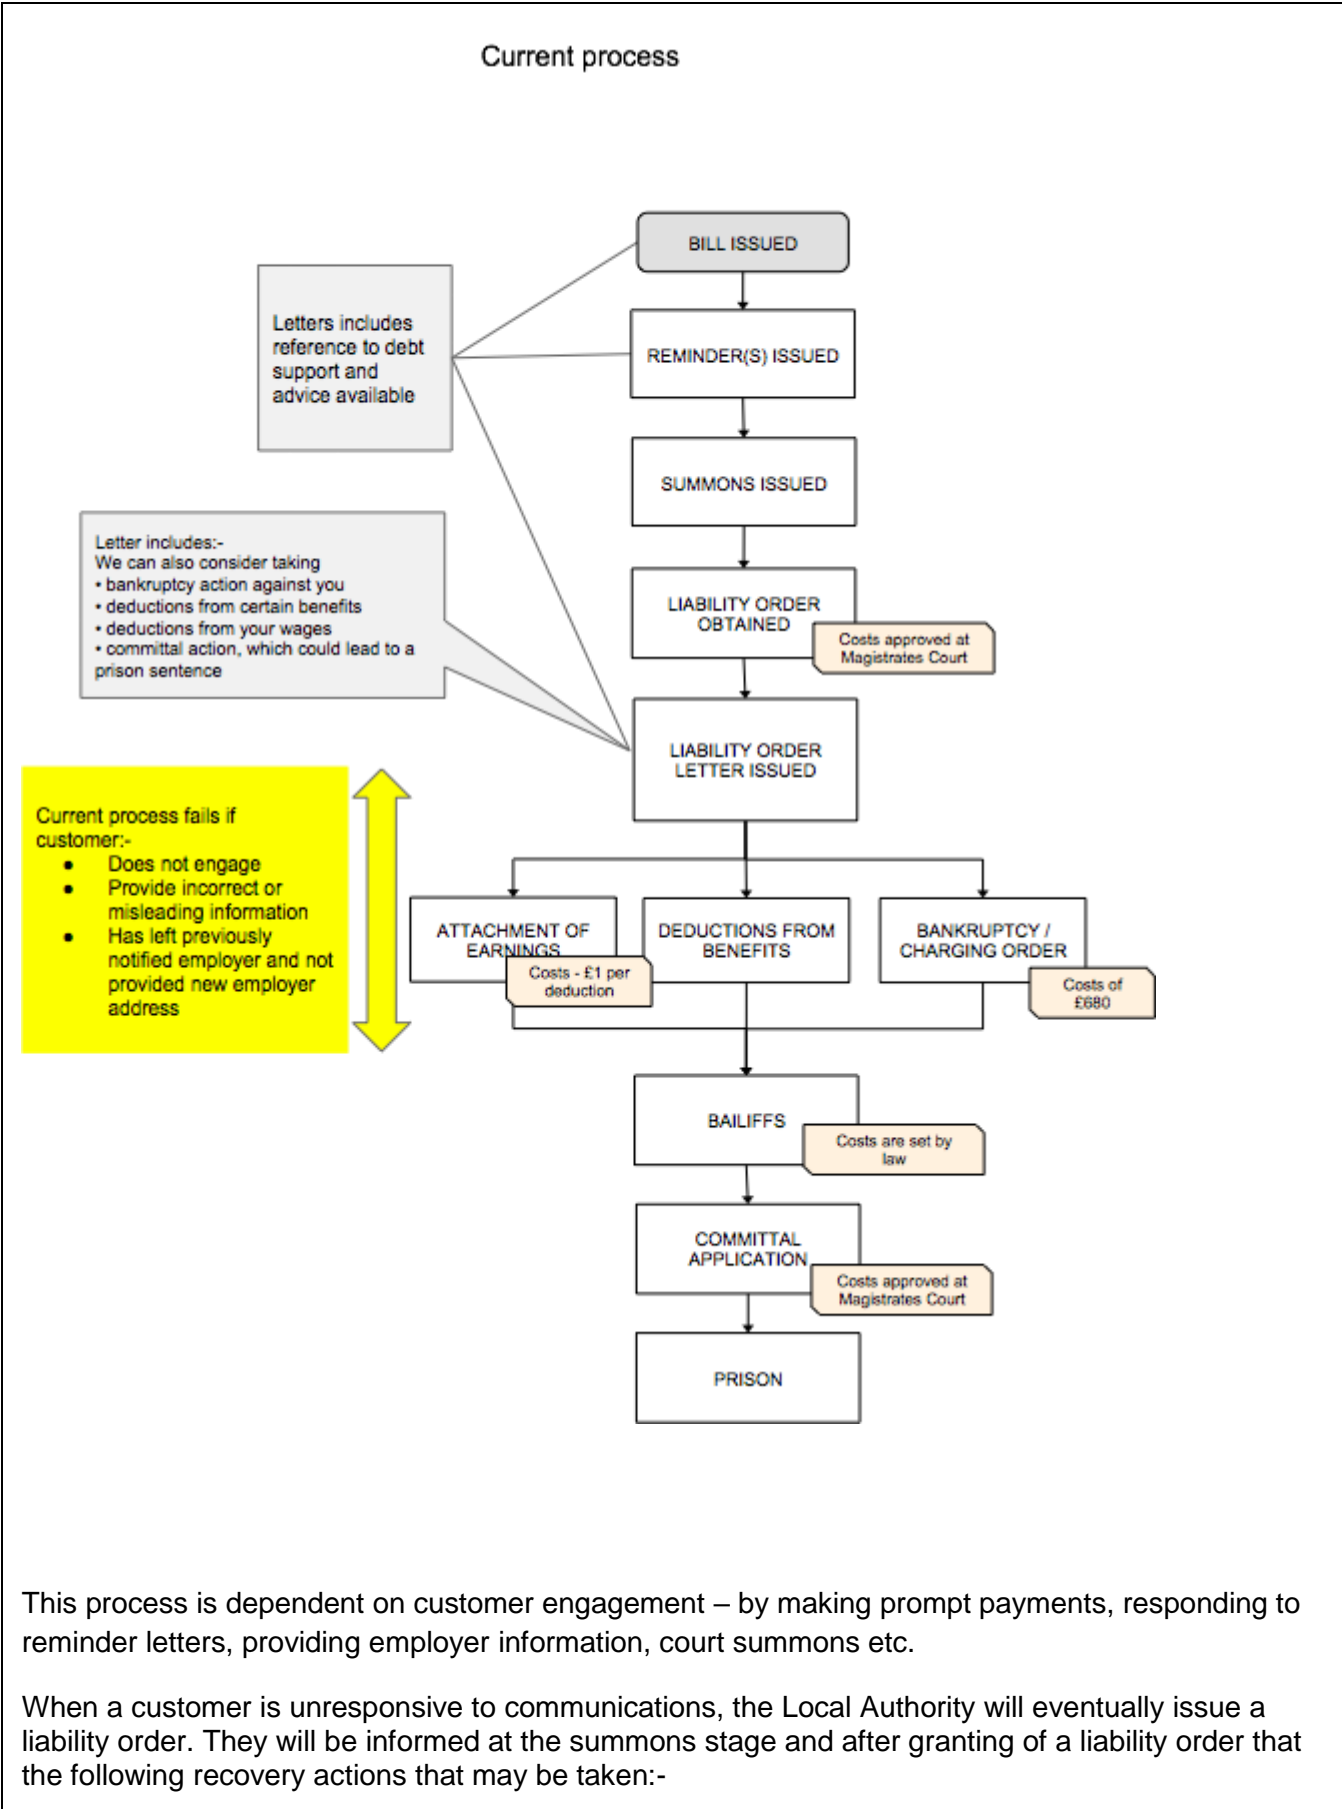 Current process
BILL ISSUED
Letters includes
reference to debt
support and
advice available
REMINDER(S) ISSUED
SUMMONS ISSUED
Letter includes:-
We can also consider taking
• bankruptcy action against you
• deductions from certain benefits
• deductions from your wages
• committal action, which could lead to a
prison sentence
LIABILITY ORDER
OBTAINED
Costs approved at
Magistrates Court
LIABILITY ORDER
LETTER ISSUED
Current process fails if
customer:-
● Does not engage
● Provide incorrect or
misleading information
● Has left previously
notified employer and not
provided new employer
address
ATTACHMENT OF
EARNINGS
Costs - £1 per
deduction
DEDUCTIONS FROM
BENEFITS
BANKRUPTCY /
CHARGING ORDER
Costs of
£680
BAILIFFS
Costs are set by
law
COMMITTAL
APPLICATION
Costs approved at
Magistrates Court
PRISON
This process is dependent on customer engagement – by making prompt payments, responding to
reminder letters, providing employer information, court summons etc.
When a customer is unresponsive to communications, the Local Authority will eventually issue a
liability order. They will be informed at the summons stage and after granting of a liability order that
the following recovery actions that may be taken:-